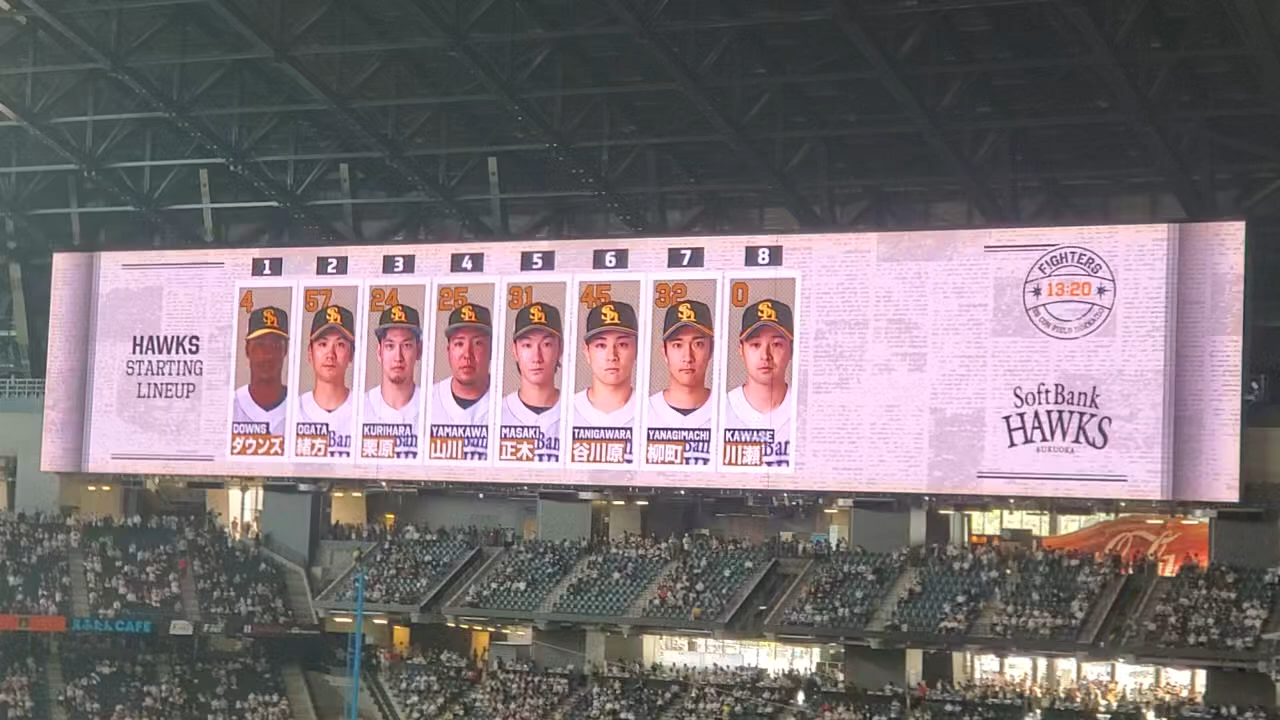 HAWKS
STARTING
LINEUP
1
4
DOWNS
ダウンズ
2
57
OGATA
緒方
3
24
KURIHARA
栗原
4
25
YAMAKAWA
山川
5
31
MASAKI
正木
6
45
TANIGAWARA
谷川原
7
32
YANAGIMACHI
柳町
8
0
KAWASE
川瀬
FIGHTERS
13:20
SoftBank
HAWKS
FUKUOKA
CAFE